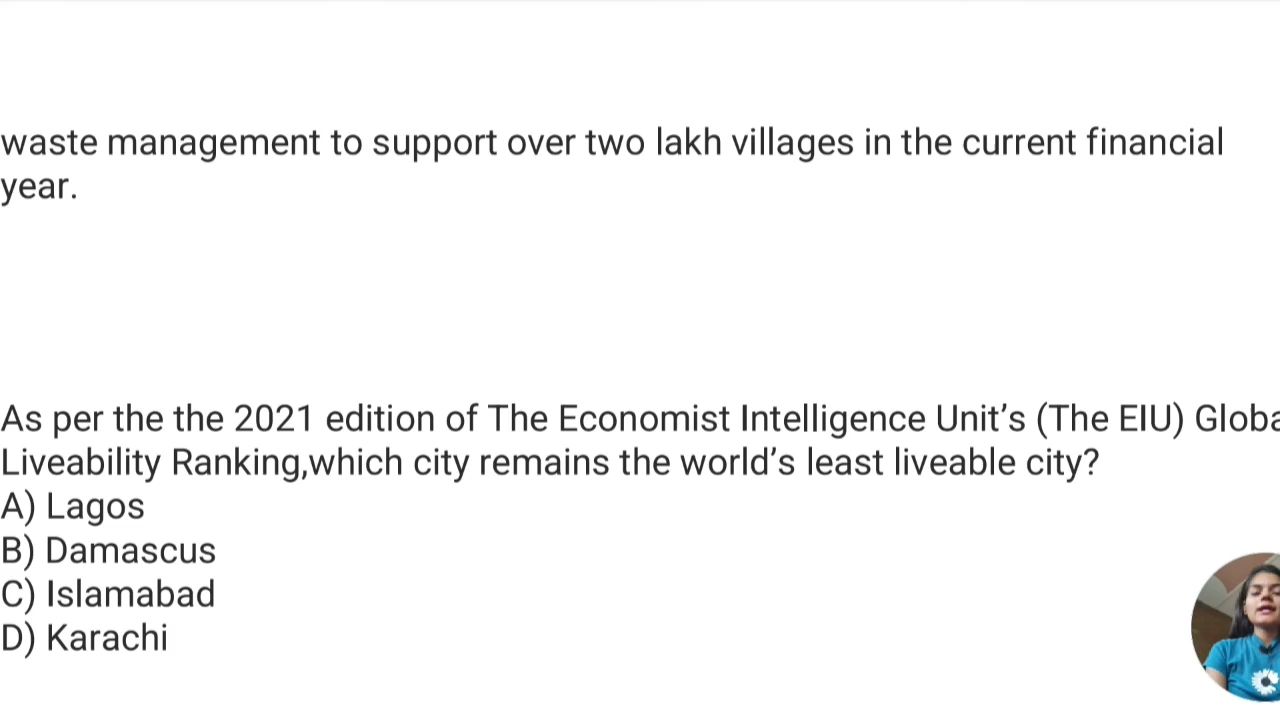 waste management to support over two lakh villages in the current financial
year.
As per the the 2021 edition of The Economist Intelligence Unit’s (The EIU) Globa
Liveability Ranking,which city remains the world’s least liveable city?
A) Lagos
B) Damascus
C) Islamabad
D) Karachi